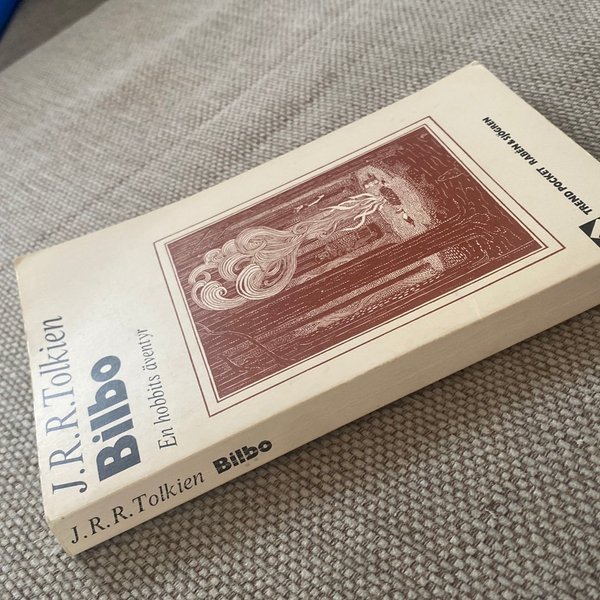 J.R.R.Tolkien
Bilbo
En hobbits äventyr
TREND POCKET RABÉN & SJÖGREN
J.R.R.Tolkien Bilbo